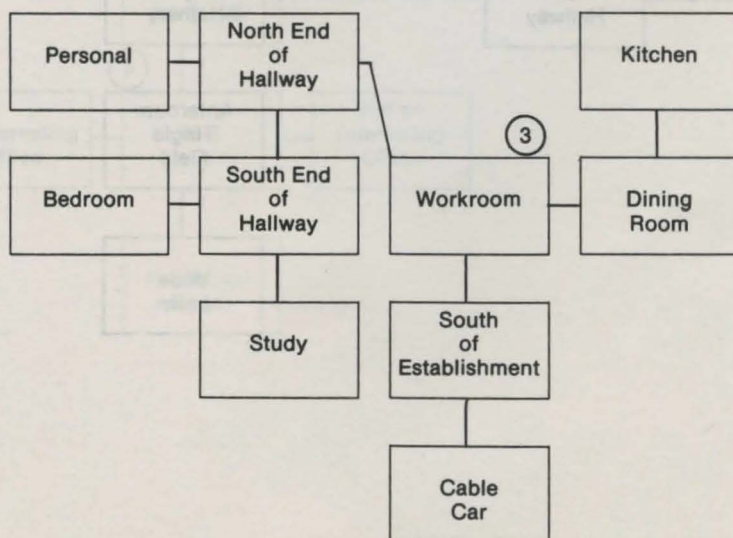 Personal
North End
of
Hallway
Kitchen
3
Bedroom
South End
of
Hallway
Workroom
Dining
Room
Study
South
of
Establishment
Cable
Car